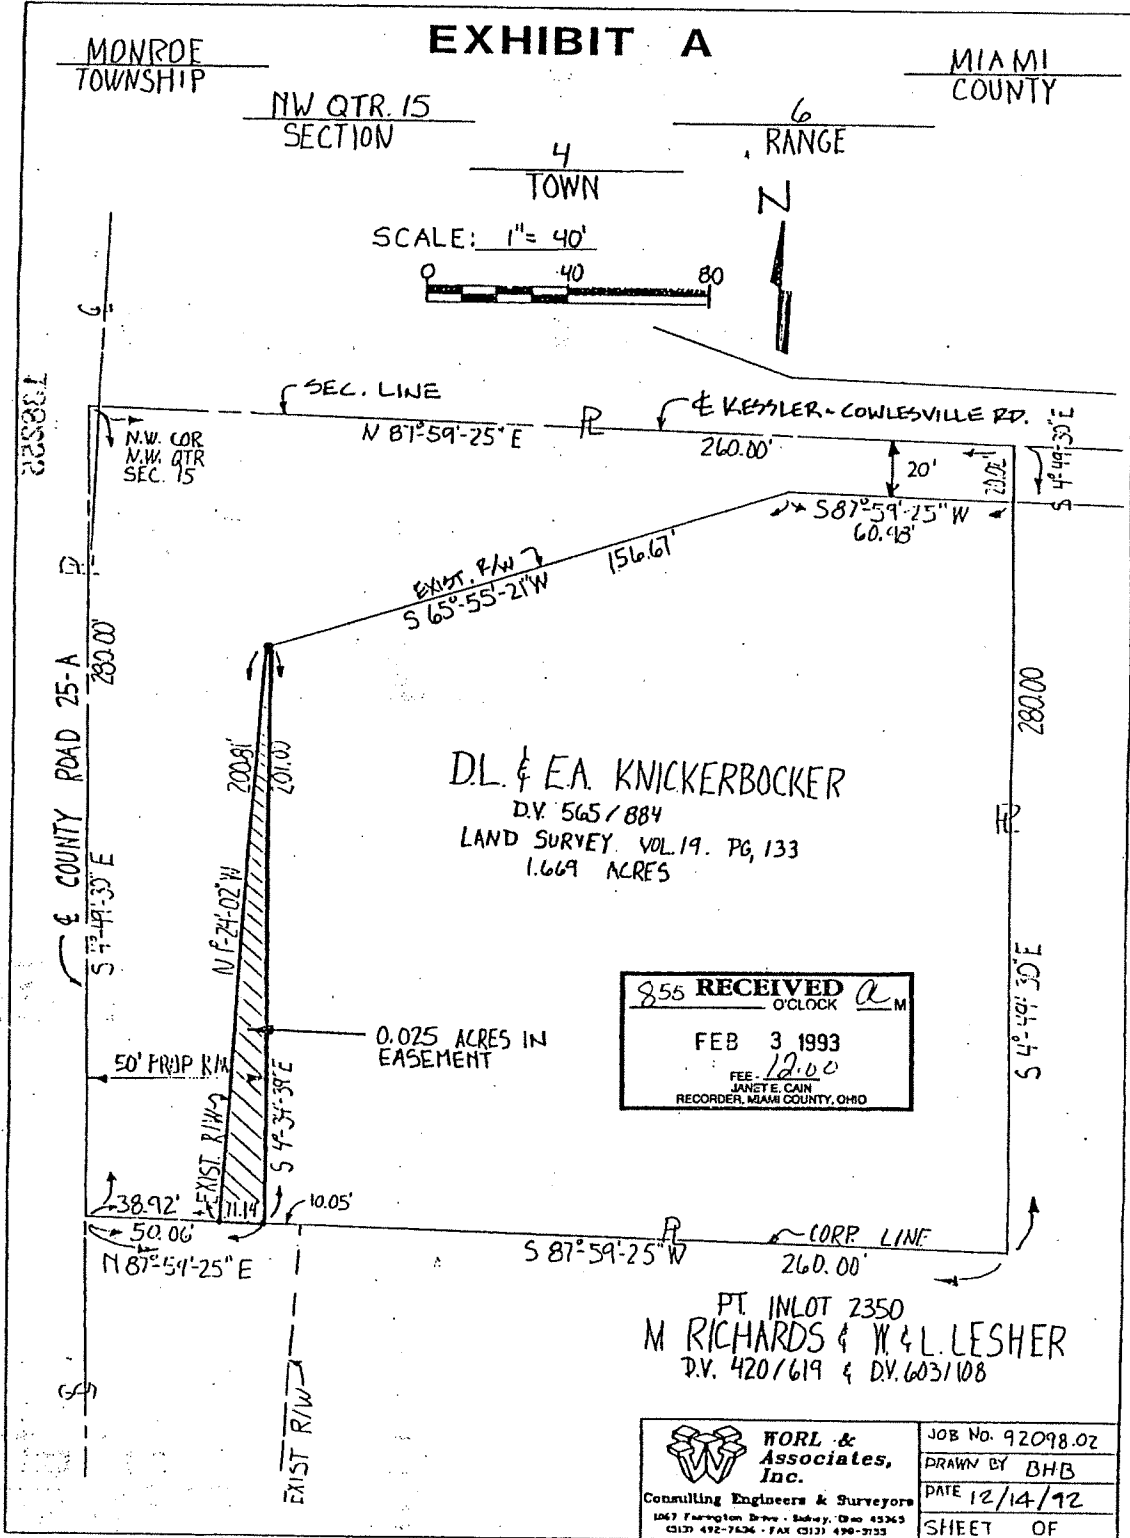 EXHIBIT A
MONROE
TOWNSHIP
MIAMI
COUNTY
NW QTR. 15
SECTION
6
RANGE
4
TOWN
N
SCALE: 1"= 40'
0 40 80
SEC. LINE
℄ KESSLER-COWLESVILLE RD.
N.W. COR
N.W. QTR
SEC. 15
N 87°-59'-25" E
260.00'
20'
20.02'
S 4°-49'-30" E
S 87°-59'-25" W
60.48'
EXIST. R/W
S 65°-55'-21" W
156.67'
280.00'
℄ COUNTY ROAD 25-A
S 4°-49'-30" E
200.81'
201.00
N 1°-24'-02" W
D.L. & E.A. KNICKERBOCKER
D.V. 565/884
LAND SURVEY VOL. 19. PG, 133
1.669 ACRES
280.00
S 4°-49'-30" E
855 RECEIVED
O'CLOCK a M
FEB 3 1993
FEE- 12.00
JANET E. CAIN
RECORDER, MIAMI COUNTY, OHIO
0.025 ACRES IN
EASEMENT
50' PROP R/W
EXIST. R/W
S 4°-34'-39" E
38.92'
11.14'
10.05'
50.06'
N 87°-59'-25" E
S 87°-59'-25" W
CORP. LINE
260.00'
PT. INLOT 2350
M RICHARDS & W. & L. LESHER
D.V. 420/619 & D.V. 603/108
EXIST R/W
WORL &
Associates,
Inc.
Consulting Engineers & Surveyors
1067 Fairington Drive - Sidney, Ohio 45365
JOB NO. 92098.02
DRAWN BY BHB
DATE 12/14/92
SHEET OF